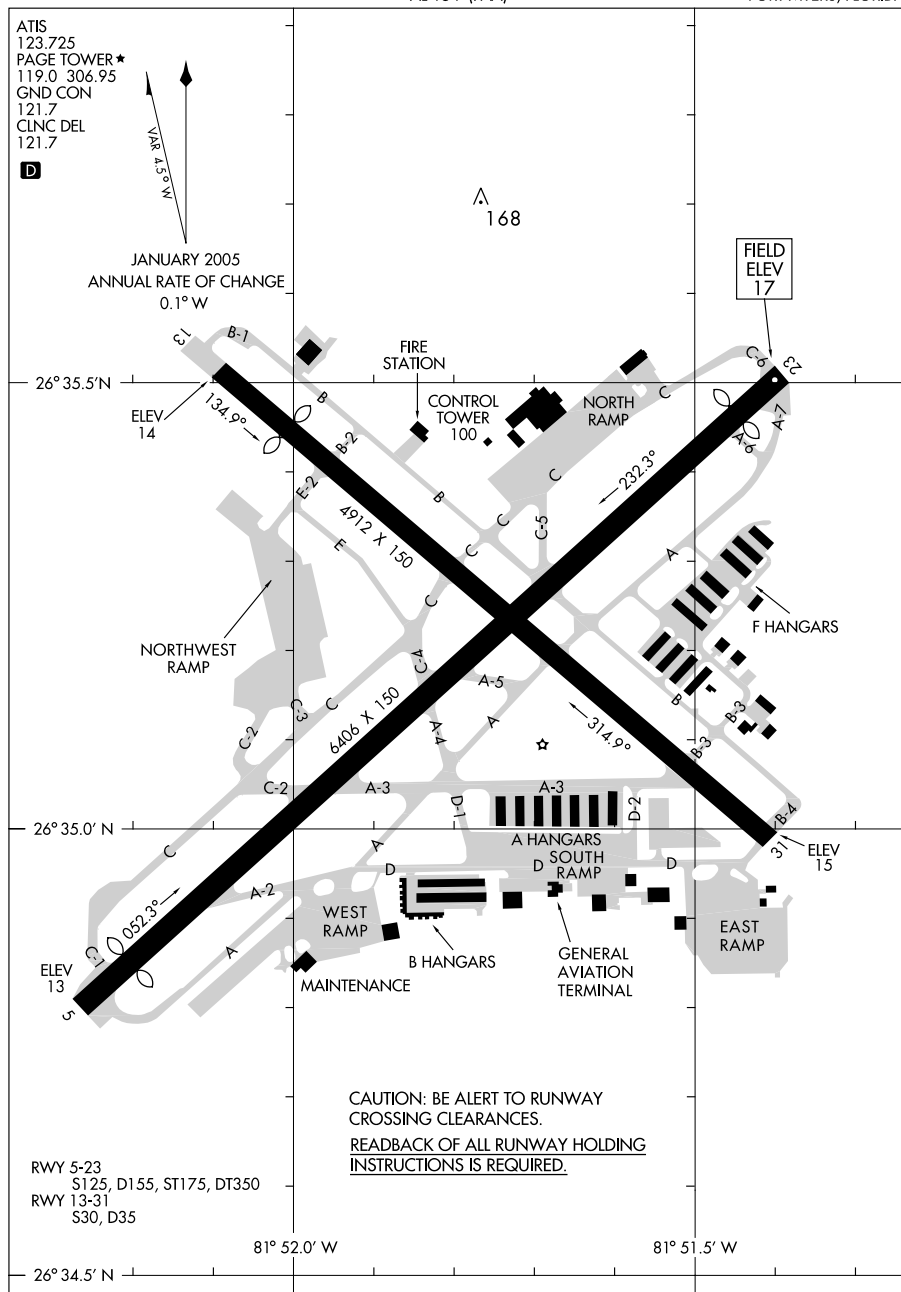 ATIS
123.725
PAGE TOWER★
119.0 306.95
GND CON
121.7
CLNC DEL
121.7
D
VAR 4.5° W
JANUARY 2005
ANNUAL RATE OF CHANGE
0.1° W
168
FIELD
ELEV
17
13
B-1
FIRE
STATION
C-6
23
26° 35.5' N
ELEV
14
134.9°
B
CONTROL
TOWER
100
NORTH
RAMP
C
A-7
A-6
B-2
232.3°
E-2
B
C
4912 X 150
C
C-5
E
C
A
C
F HANGARS
NORTHWEST
RAMP
C-4
A-5
C
C-3
B
B-3
6406 X 150
A-4
A
314.9°
C-2
B-3
C-2
A-3
A-3
D-1
D-2
B-4
26° 35.0' N
A HANGARS
31
ELEV
15
C
A
SOUTH
RAMP
D
D
D
A-2
052.3°
WEST
RAMP
EAST
RAMP
C-1
A
B HANGARS
GENERAL
AVIATION
TERMINAL
ELEV
13
MAINTENANCE
5
CAUTION: BE ALERT TO RUNWAY
CROSSING CLEARANCES.
READBACK OF ALL RUNWAY HOLDING
INSTRUCTIONS IS REQUIRED.
RWY 5-23
S125, D155, ST175, DT350
RWY 13-31
S30, D35
81° 52.0' W
81° 51.5' W
26° 34.5' N